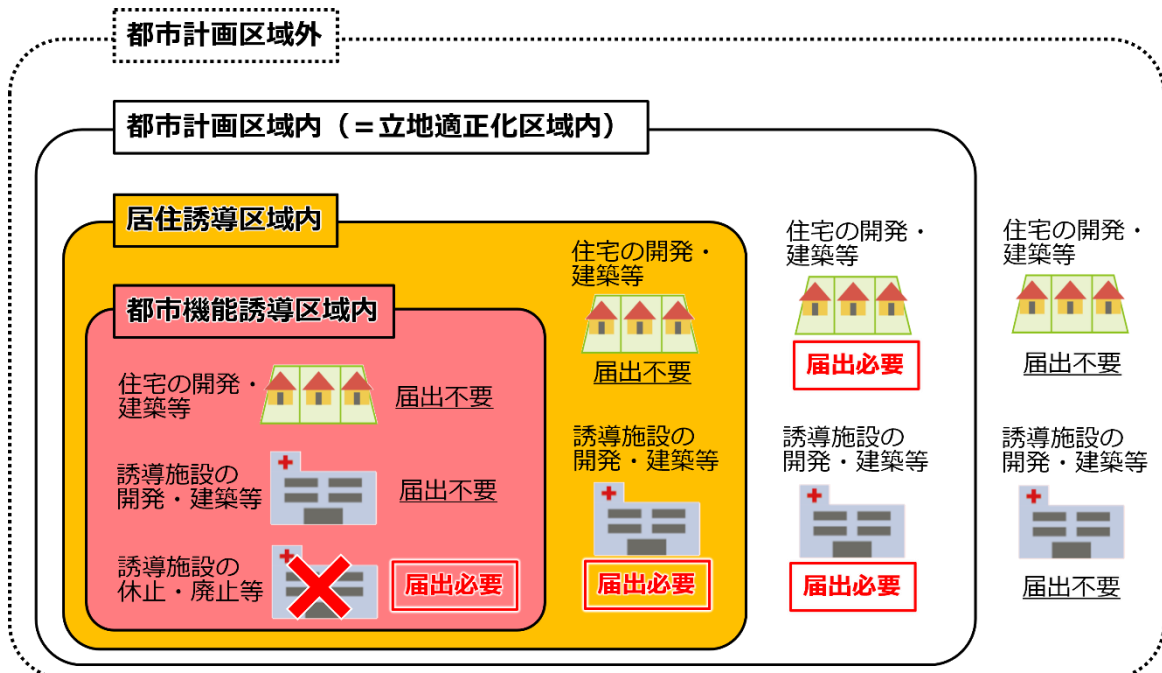 都市計画区域外
都市計画区域内（＝立地適正化区域内）
居住誘導区域内
都市機能誘導区域内
住宅の開発・
建築等
届出不要
誘導施設の
開発・建築等
届出不要
誘導施設の
休止・廃止等
届出必要
住宅の開発・
建築等
届出不要
誘導施設の
開発・建築等
届出必要
住宅の開発・
建築等
届出必要
誘導施設の
開発・建築等
届出必要
住宅の開発・
建築等
届出不要
誘導施設の
開発・建築等
届出不要